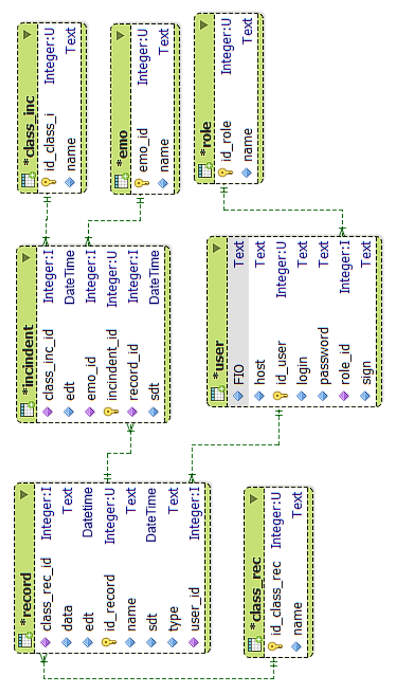 *class_inc
id_class_i Integer:U
name Text
*emo
emo_id Integer:U
name Text
*role
id_role Integer:U
name Text
*incindent
class_inc_id Integer:I
edt DateTime
emo_id Integer:I
incindent_id Integer:U
record_id Integer:I
sdt DateTime
*user
FIO Text
host Text
id_user Integer:U
login Text
password Text
role_id Integer:I
sign Text
*record
class_rec_id Integer:I
data Text
edt Datetime
id_record Integer:U
name Text
sdt DateTime
type Text
user_id Integer:I
*class_rec
id_class_rec Integer:U
name Text